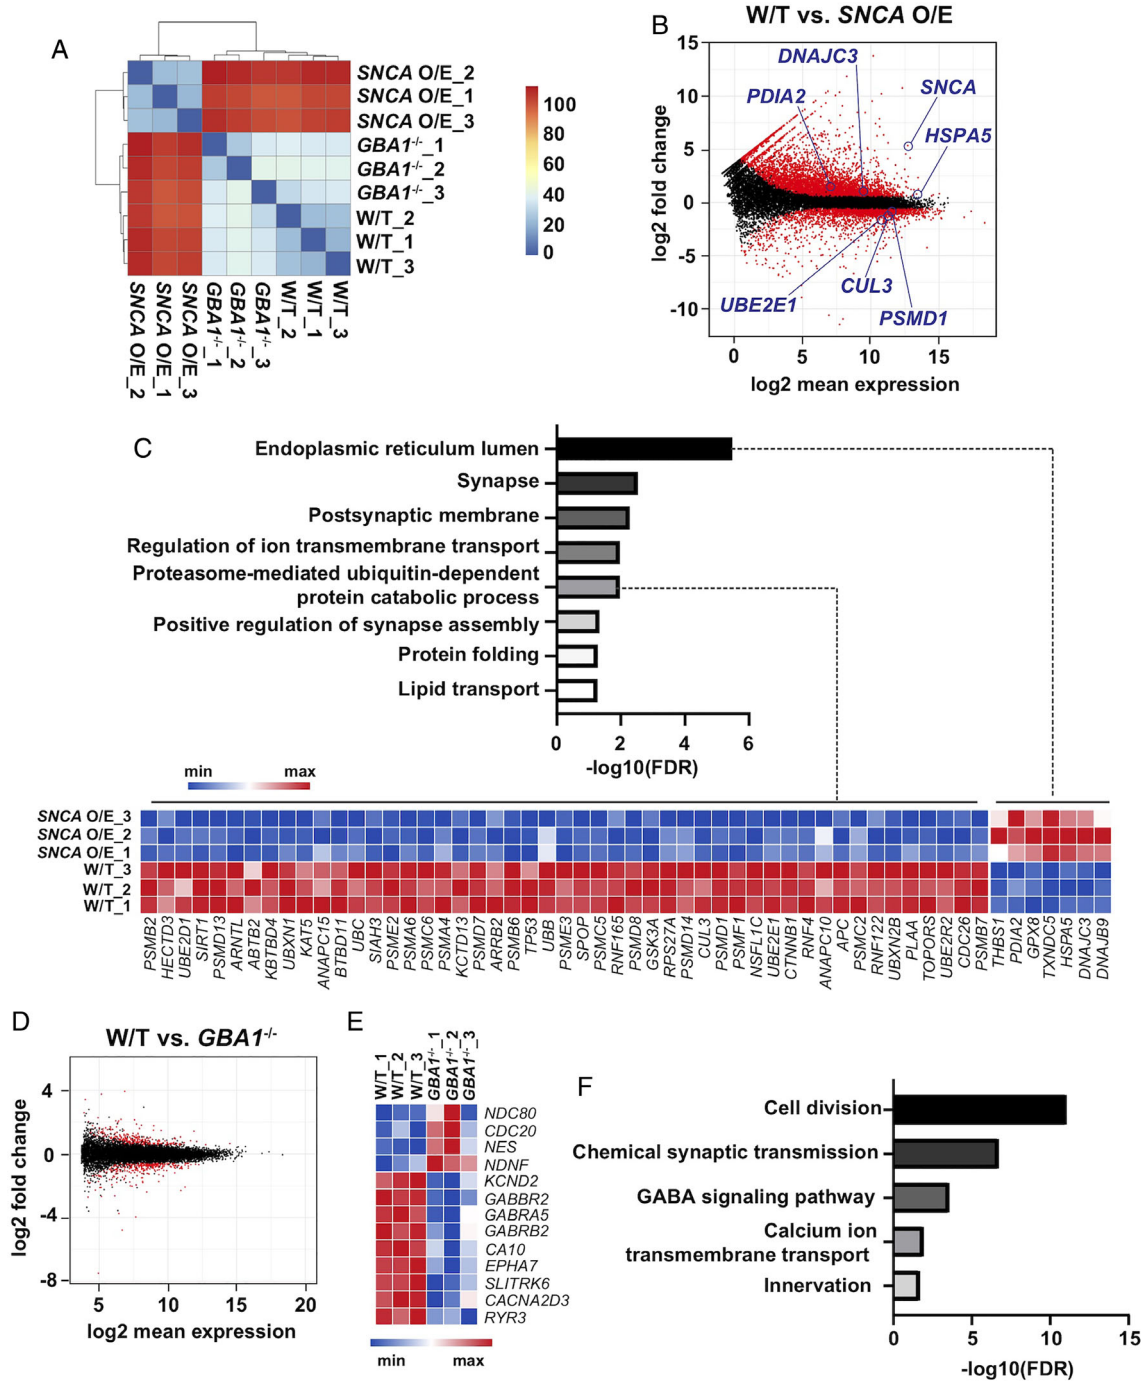 A
SNCA O/E_2
SNCA O/E_1
SNCA O/E_3
GBA1-/-_1
GBA1-/-_2
GBA1-/-_3
W/T_2
W/T_1
W/T_3
SNCA O/E_2
SNCA O/E_1
SNCA O/E_3
GBA1-/-_1
GBA1-/-_2
GBA1-/-_3
W/T_2
W/T_1
W/T_3
100
80
60
40
20
0
B
W/T vs. SNCA O/E
log2 fold change
15
10
5
0
-5
-10
DNAJC3
PDIA2
SNCA
HSPA5
UBE2E1
CUL3
PSMD1
0 5 10 15
log2 mean expression
C
Endoplasmic reticulum lumen
Synapse
Postsynaptic membrane
Regulation of ion transmembrane transport
Proteasome-mediated ubiquitin-dependent
protein catabolic process
Positive regulation of synapse assembly
Protein folding
Lipid transport
0 2 4 6
-log10(FDR)
min max
SNCA O/E_3
SNCA O/E_2
SNCA O/E_1
W/T_3
W/T_2
W/T_1
PSMB2
HECTD3
UBE2D1
SIRT1
PSMD13
ARNTL
ABTB2
KBTBD4
UBXN1
KAT5
ANAPC15
BTBD11
UBC
SIAH3
PSME2
PSMA6
PSMC6
PSMA4
KCTD13
PSMD7
ARRB2
PSMB6
TP53
UBB
PSME3
SPOP
PSMC5
RNF165
PSMD8
GSK3A
RPS27A
PSMD14
CUL3
PSMD1
PSMF1
NSFL1C
UBE2E1
CTNNB1
RNF4
ANAPC10
APC
PSMC2
RNF122
UBXN2B
PLAA
TOPORS
UBE2R2
CDC26
PSMB7
THBS1
PDIA2
GPX8
TXNDC5
HSPA5
DNAJC3
DNAJB9
D
W/T vs. GBA1-/-
log2 fold change
4
0
-4
-8
5 10 15 20
log2 mean expression
E
W/T_1
W/T_2
W/T_3
GBA1-/-_1
GBA1-/-_2
GBA1-/-_3
NDC80
CDC20
NES
NDNF
KCND2
GABBR2
GABRA5
GABRB2
CA10
EPHA7
SLITRK6
CACNA2D3
RYR3
min max
F
Cell division
Chemical synaptic transmission
GABA signaling pathway
Calcium ion
transmembrane transport
Innervation
0 5 10 15
-log10(FDR)